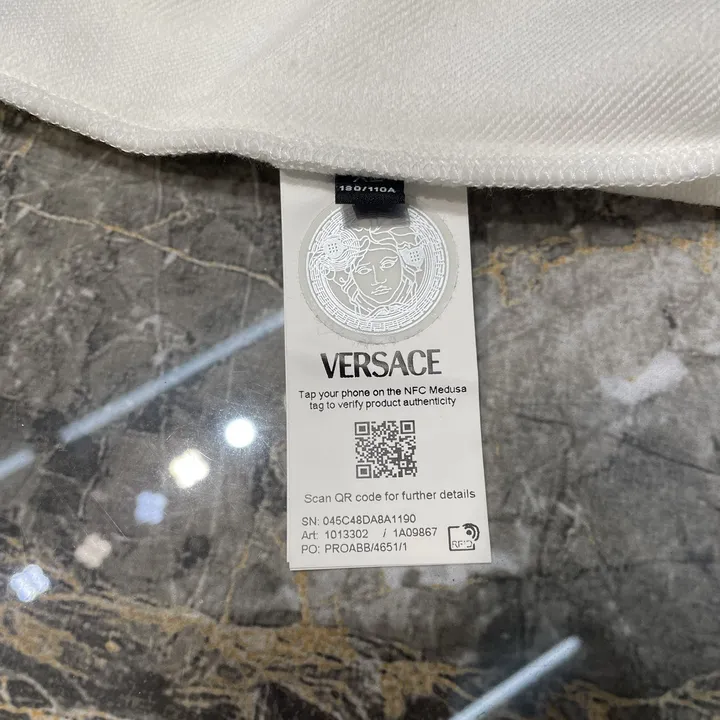 180/110A
VERSACE
Tap your phone on the NFC Medusa
tag to verify product authenticity
Scan QR code for further details
SN: 045C48DA8A1190
Art: 1013302 / 1A09867
PO: PROABB/4651/1
RFID